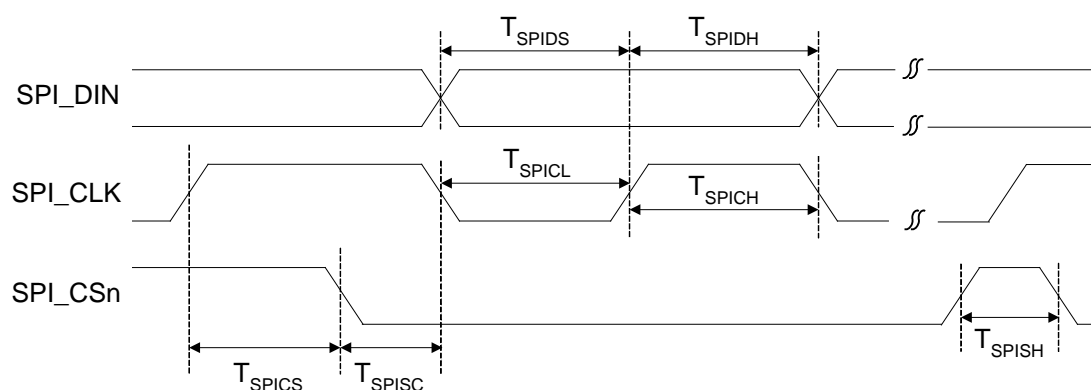 T_SPIDS T_SPIDH
SPI_DIN
T_SPICL
SPI_CLK
T_SPICH
SPI_CSn
T_SPISH
T_SPICS T_SPISC